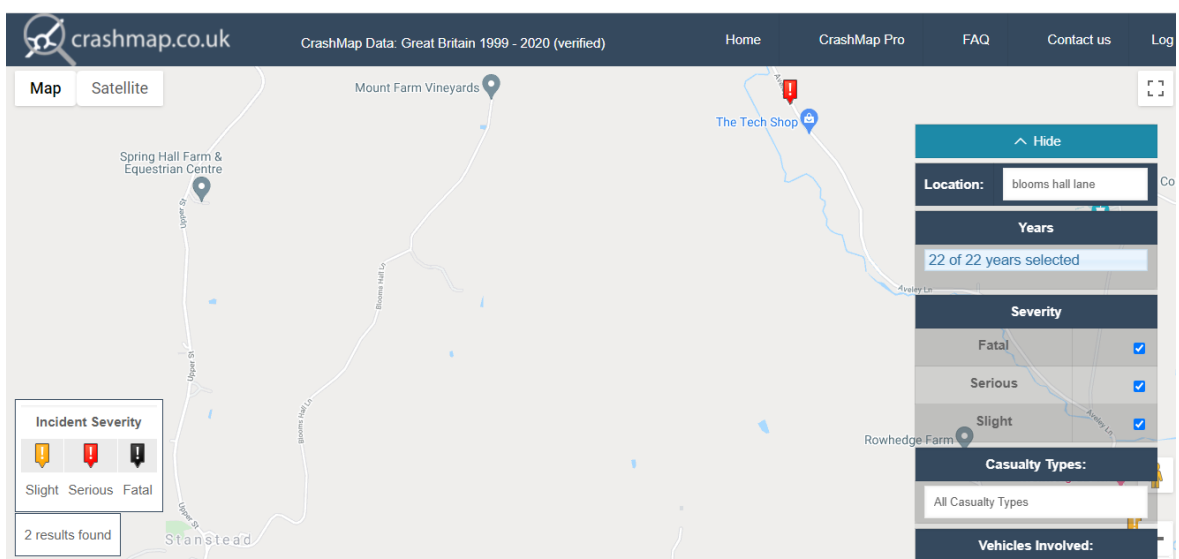 crashmap.co.uk
CrashMap Data: Great Britain 1999 - 2020 (verified)
Home
CrashMap Pro
FAQ
Contact us
Log
Map
Satellite
Mount Farm Vineyards
The Tech Shop
Spring Hall Farm &
Equestrian Centre
Upper St
Blooms Hall Ln
Aveley Ln
Upper St
Blooms Hall Ln
Upper St
Stanstead
Rowhedge Farm
Aveley Ln
Co
Hide
Location:
blooms hall lane
Years
22 of 22 years selected
Severity
Fatal
Serious
Slight
Casualty Types:
All Casualty Types
Vehicles Involved:
Incident Severity
Slight
Serious
Fatal
2 results found